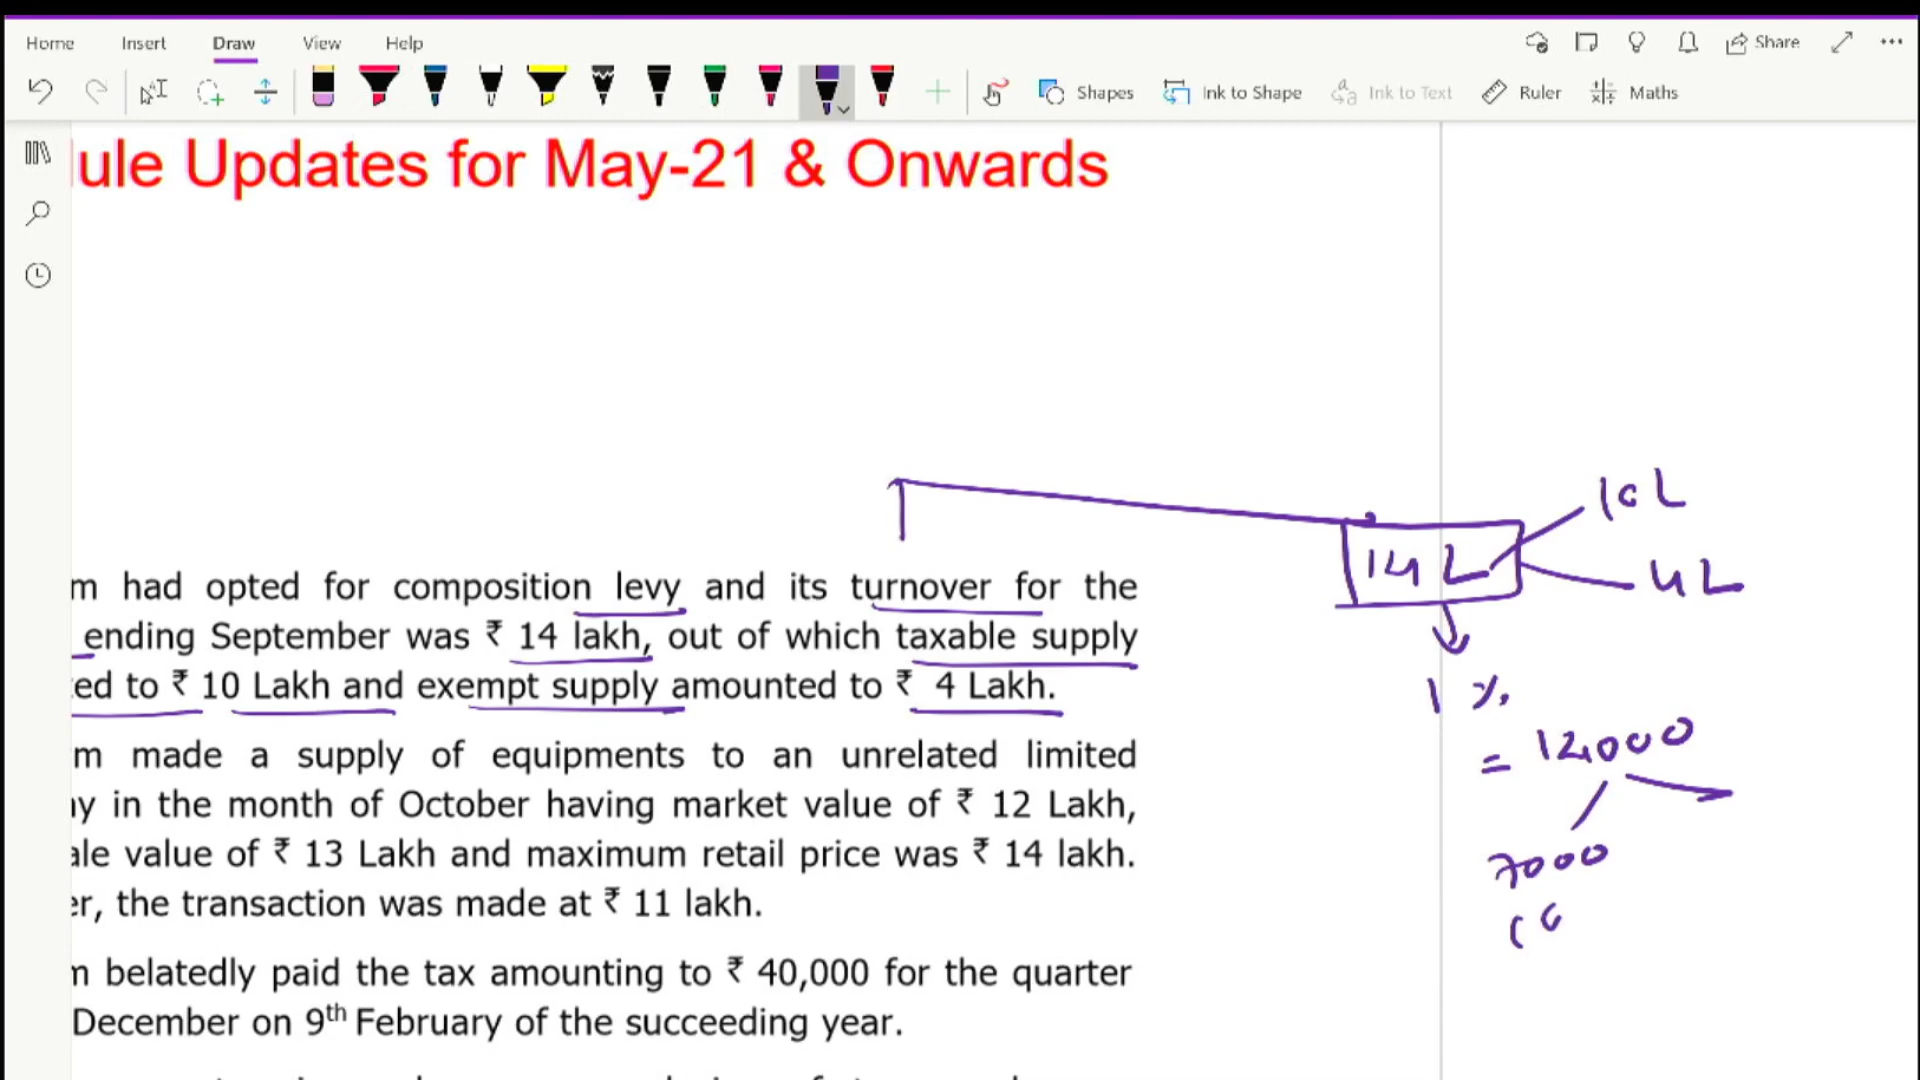 Home Insert Draw View Help Share
Shapes Ink to Shape Ink to Text Ruler Maths
ule Updates for May-21 & Onwards
10L
14 L
4L
m had opted for composition levy and its turnover for the
ending September was ₹ 14 lakh, out of which taxable supply
ed to ₹ 10 Lakh and exempt supply amounted to ₹ 4 Lakh.
1 %
= 14,000
7000
m made a supply of equipments to an unrelated limited
y in the month of October having market value of ₹ 12 Lakh,
ale value of ₹ 13 Lakh and maximum retail price was ₹ 14 lakh.
er, the transaction was made at ₹ 11 lakh.
m belatedly paid the tax amounting to ₹ 40,000 for the quarter
December on 9th February of the succeeding year.